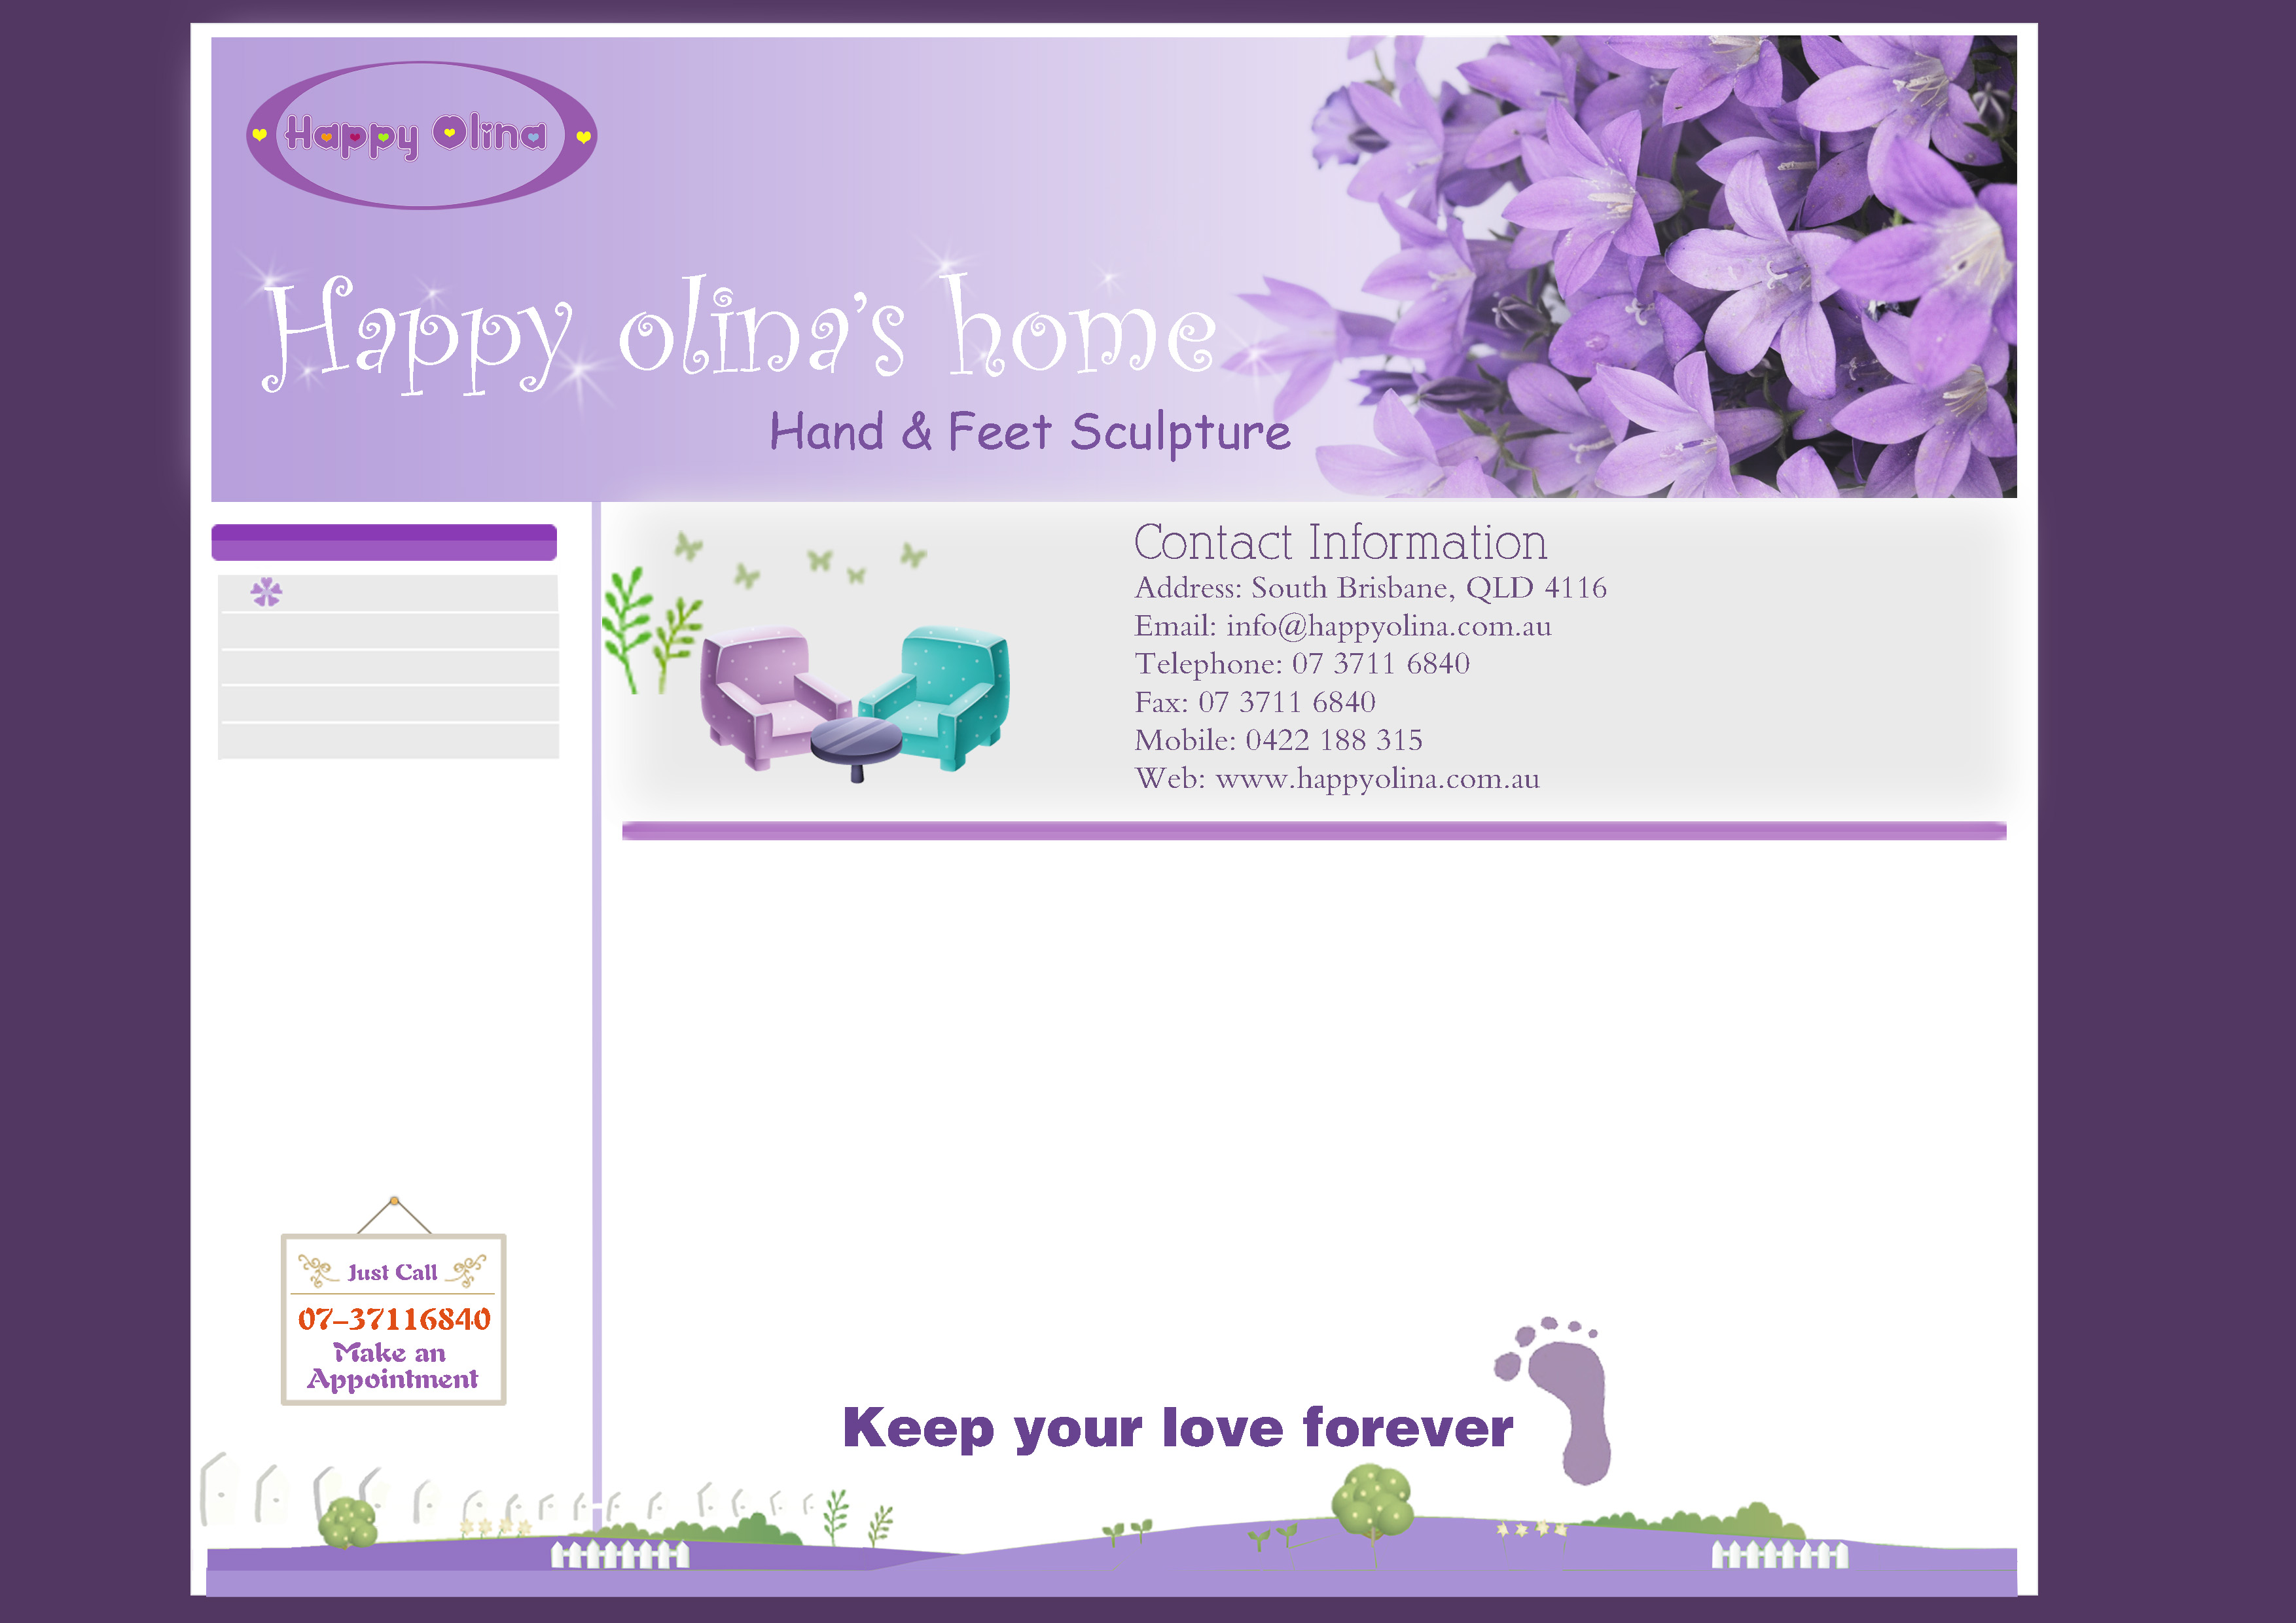 Happy Olina
Happy olina's home
Hand & Feet Sculpture
Contact Information
Address: South Brisbane, QLD 4116
Email: info@happyolina.com.au
Telephone: 07 3711 6840
Fax: 07 3711 6840
Mobile: 0422 188 315
Web: www.happyolina.com.au
Just Call
07-37116840
Make an
Appointment
Keep your love forever